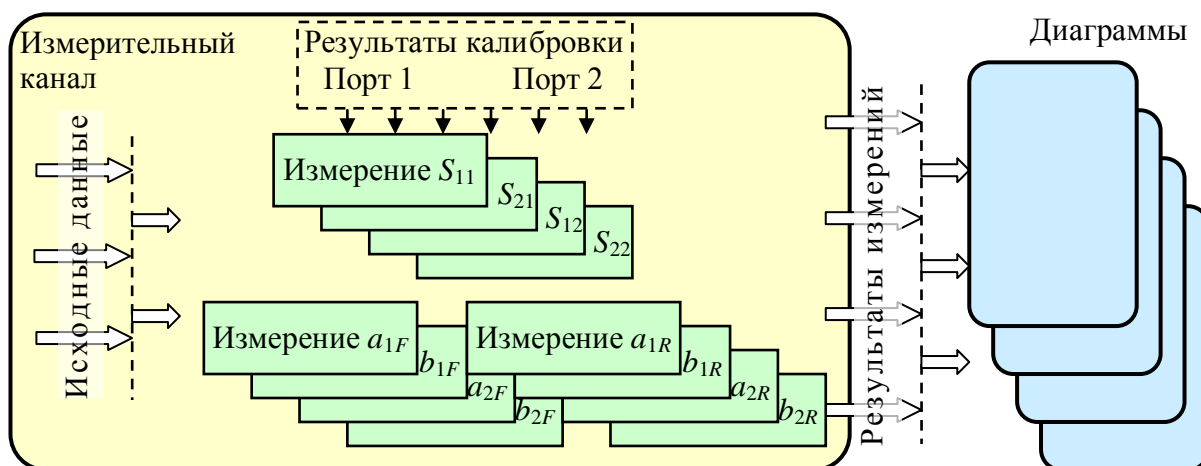 Измерительный
канал
Результаты калибровки
Порт 1 Порт 2
Диаграммы
Исходные данные
Измерение S11
S21
S12
S22
Измерение a1F
b1F
a2F
b2F
Измерение a1R
b1R
a2R
b2R
Результаты измерений